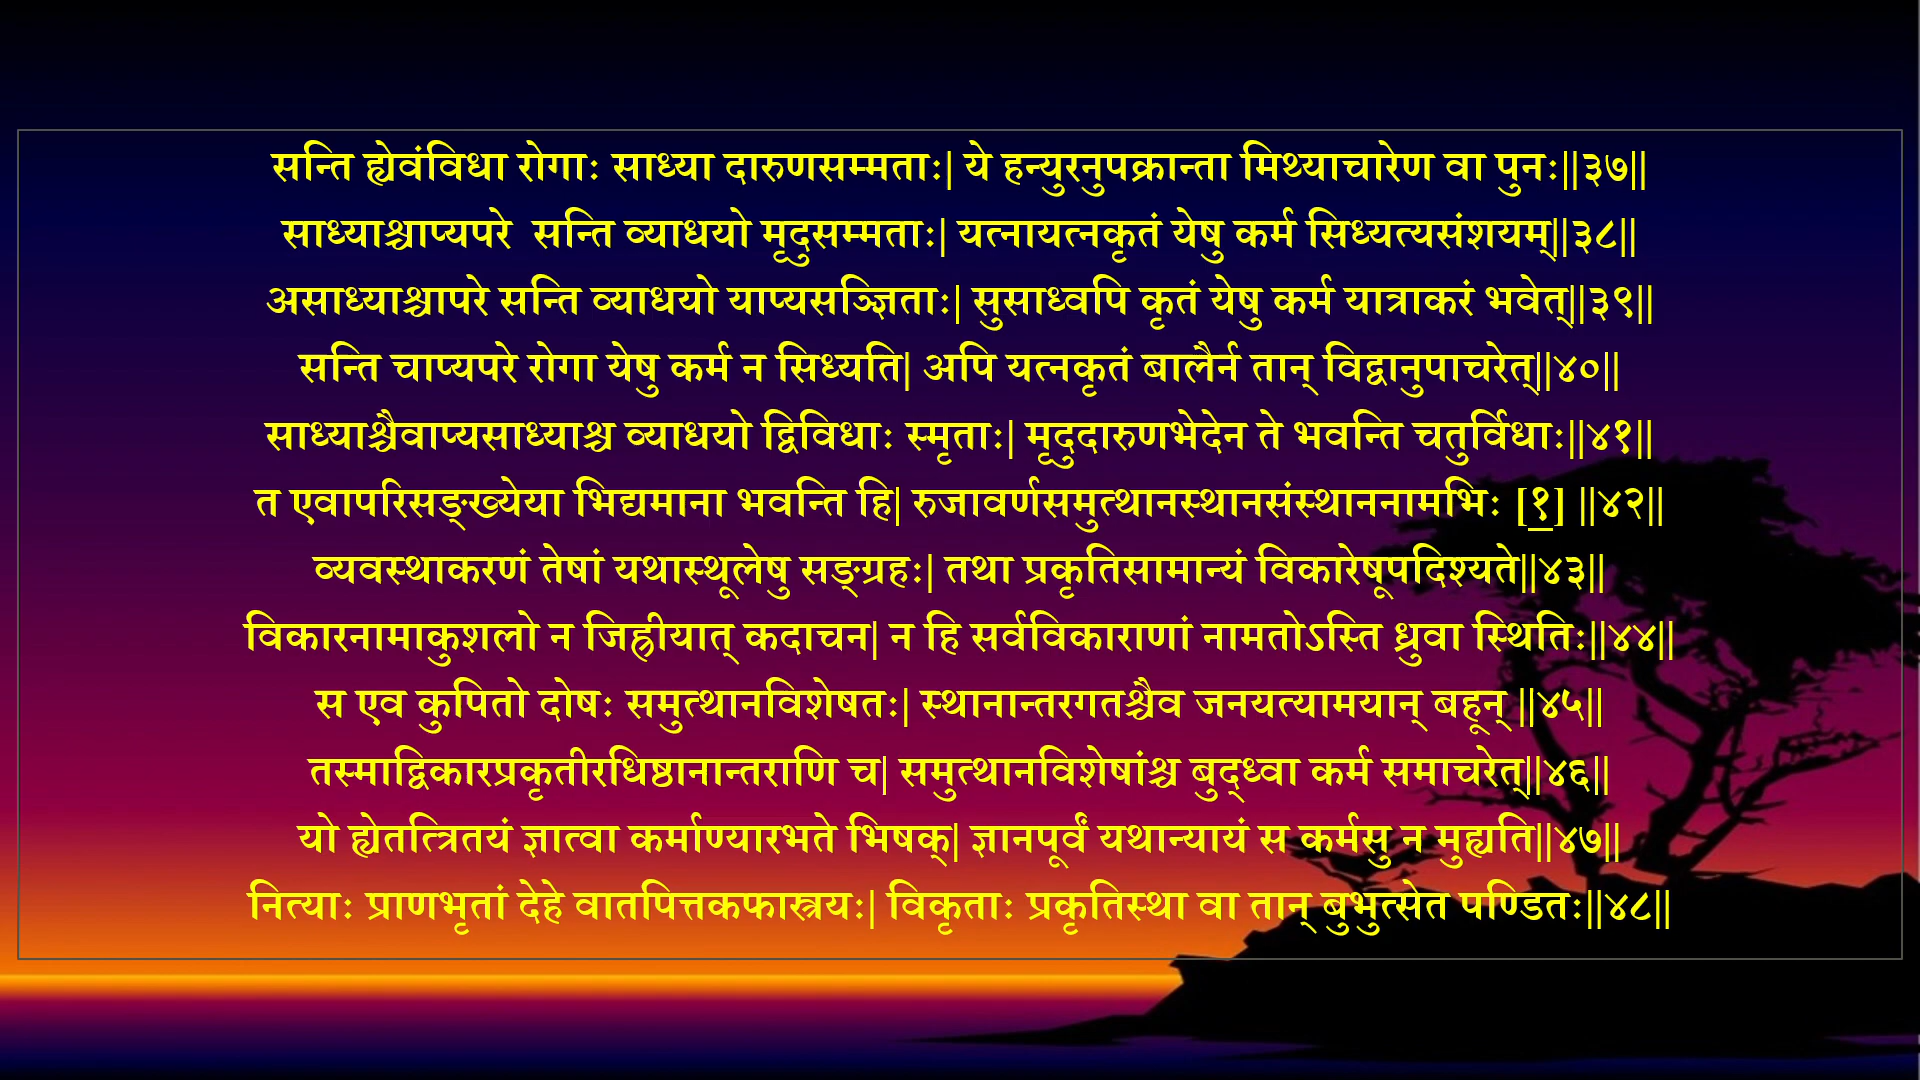 सन्ति ह्येवंविधा रोगाः साध्या दारुणसम्मताः| ये हन्युरनुपक्रान्ता मिथ्याचारेण वा पुनः||३७||
साध्याश्चाप्यपरे सन्ति व्याधयो मृदुसम्मताः| यत्नायत्नकृतं येषु कर्म सिध्यत्यसंशयम्||३८||
असाध्याश्चापरे सन्ति व्याधयो याप्यसञ्ज्ञिताः| सुसाध्वपि कृतं येषु कर्म यात्राकरं भवेत्||३९||
सन्ति चाप्यपरे रोगा येषु कर्म न सिध्यति| अपि यत्नकृतं बालैर्न तान् विद्वानुपाचरेत्||४०||
साध्याश्चैवाप्यसाध्याश्च व्याधयो द्विविधाः स्मृताः| मृदुदारुणभेदेन ते भवन्ति चतुर्विधाः||४१||
त एवापरिसङ्ख्येया भिद्यमाना भवन्ति हि| रुजावर्णसमुत्थानस्थानसंस्थाननामभिः [१] ||४२||
व्यवस्थाकरणं तेषां यथास्थूलेषु सङ्ग्रहः| तथा प्रकृतिसामान्यं विकारेषूपदिश्यते||४३||
विकारनामाकुशलो न जिह्रीयात् कदाचन| न हि सर्वविकाराणां नामतोऽस्ति ध्रुवा स्थितिः||४४||
स एव कुपितो दोषः समुत्थानविशेषतः| स्थानान्तरगतश्चैव जनयत्यामयान् बहून् ||४५||
तस्माद्विकारप्रकृतीरधिष्ठानान्तराणि च| समुत्थानविशेषांश्च बुद्ध्वा कर्म समाचरेत्||४६||
यो ह्येतत्त्रितयं ज्ञात्वा कर्माण्यारभते भिषक्| ज्ञानपूर्वं यथान्यायं स कर्मसु न मुह्यति||४७||
नित्याः प्राणभृतां देहे वातपित्तकफास्त्रयः| विकृताः प्रकृतिस्था वा तान् बुभुत्सेत पण्डितः||४८||